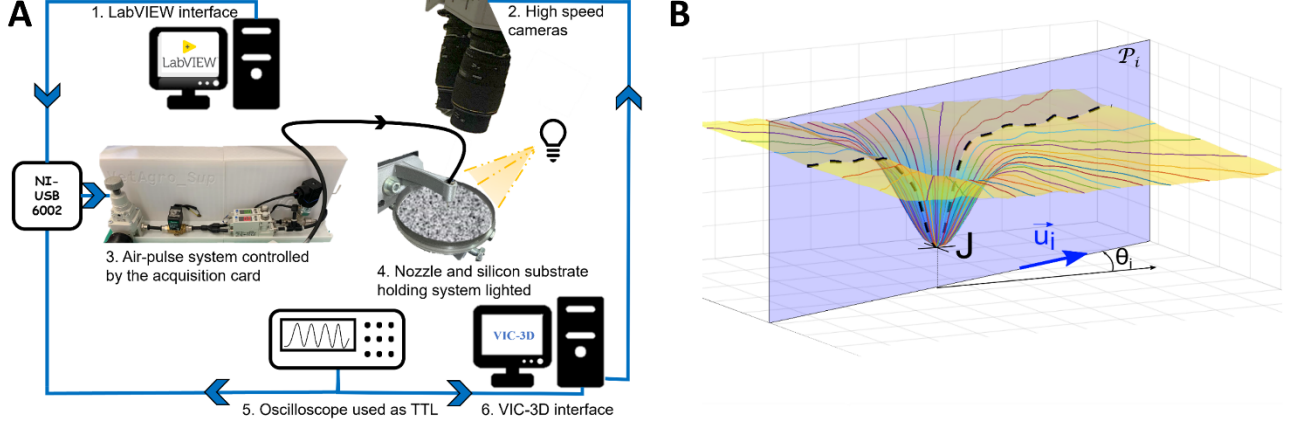 A
1. LabVIEW interface
LabVIEW
2. High speed
cameras
NI-
USB
6002
3. Air-pulse system controlled
by the acquisition card
4. Nozzle and silicon substrate
holding system lighted
VIC-3D
5. Oscilloscope used as TTL
6. VIC-3D interface
B
𝒫i
J
u⃗i
θi